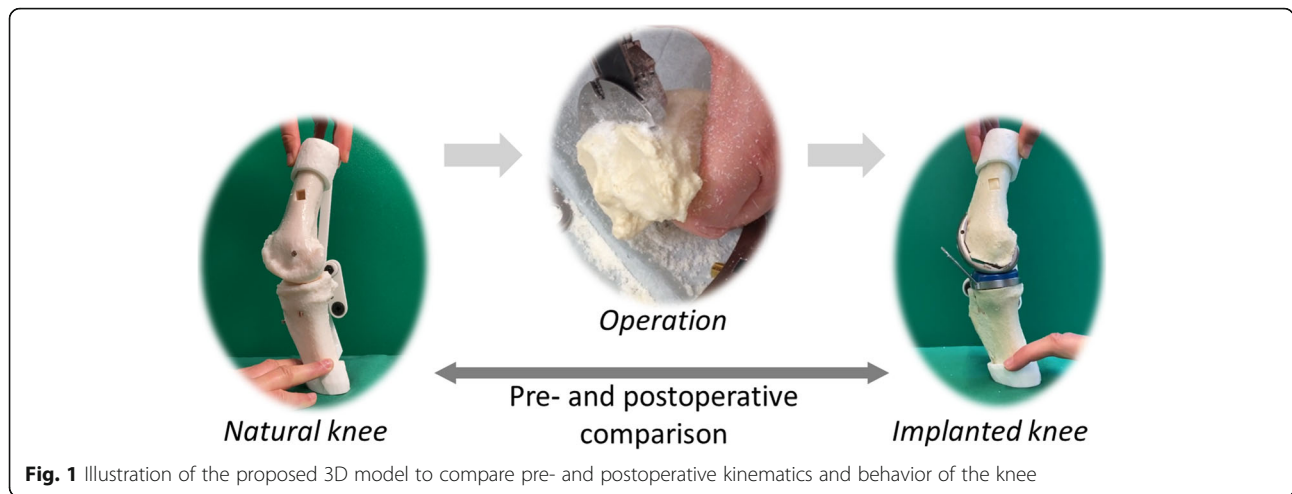 Operation
Pre- and postoperative
comparison
Natural knee
Implanted knee
Fig. 1 Illustration of the proposed 3D model to compare pre- and postoperative kinematics and behavior of the knee